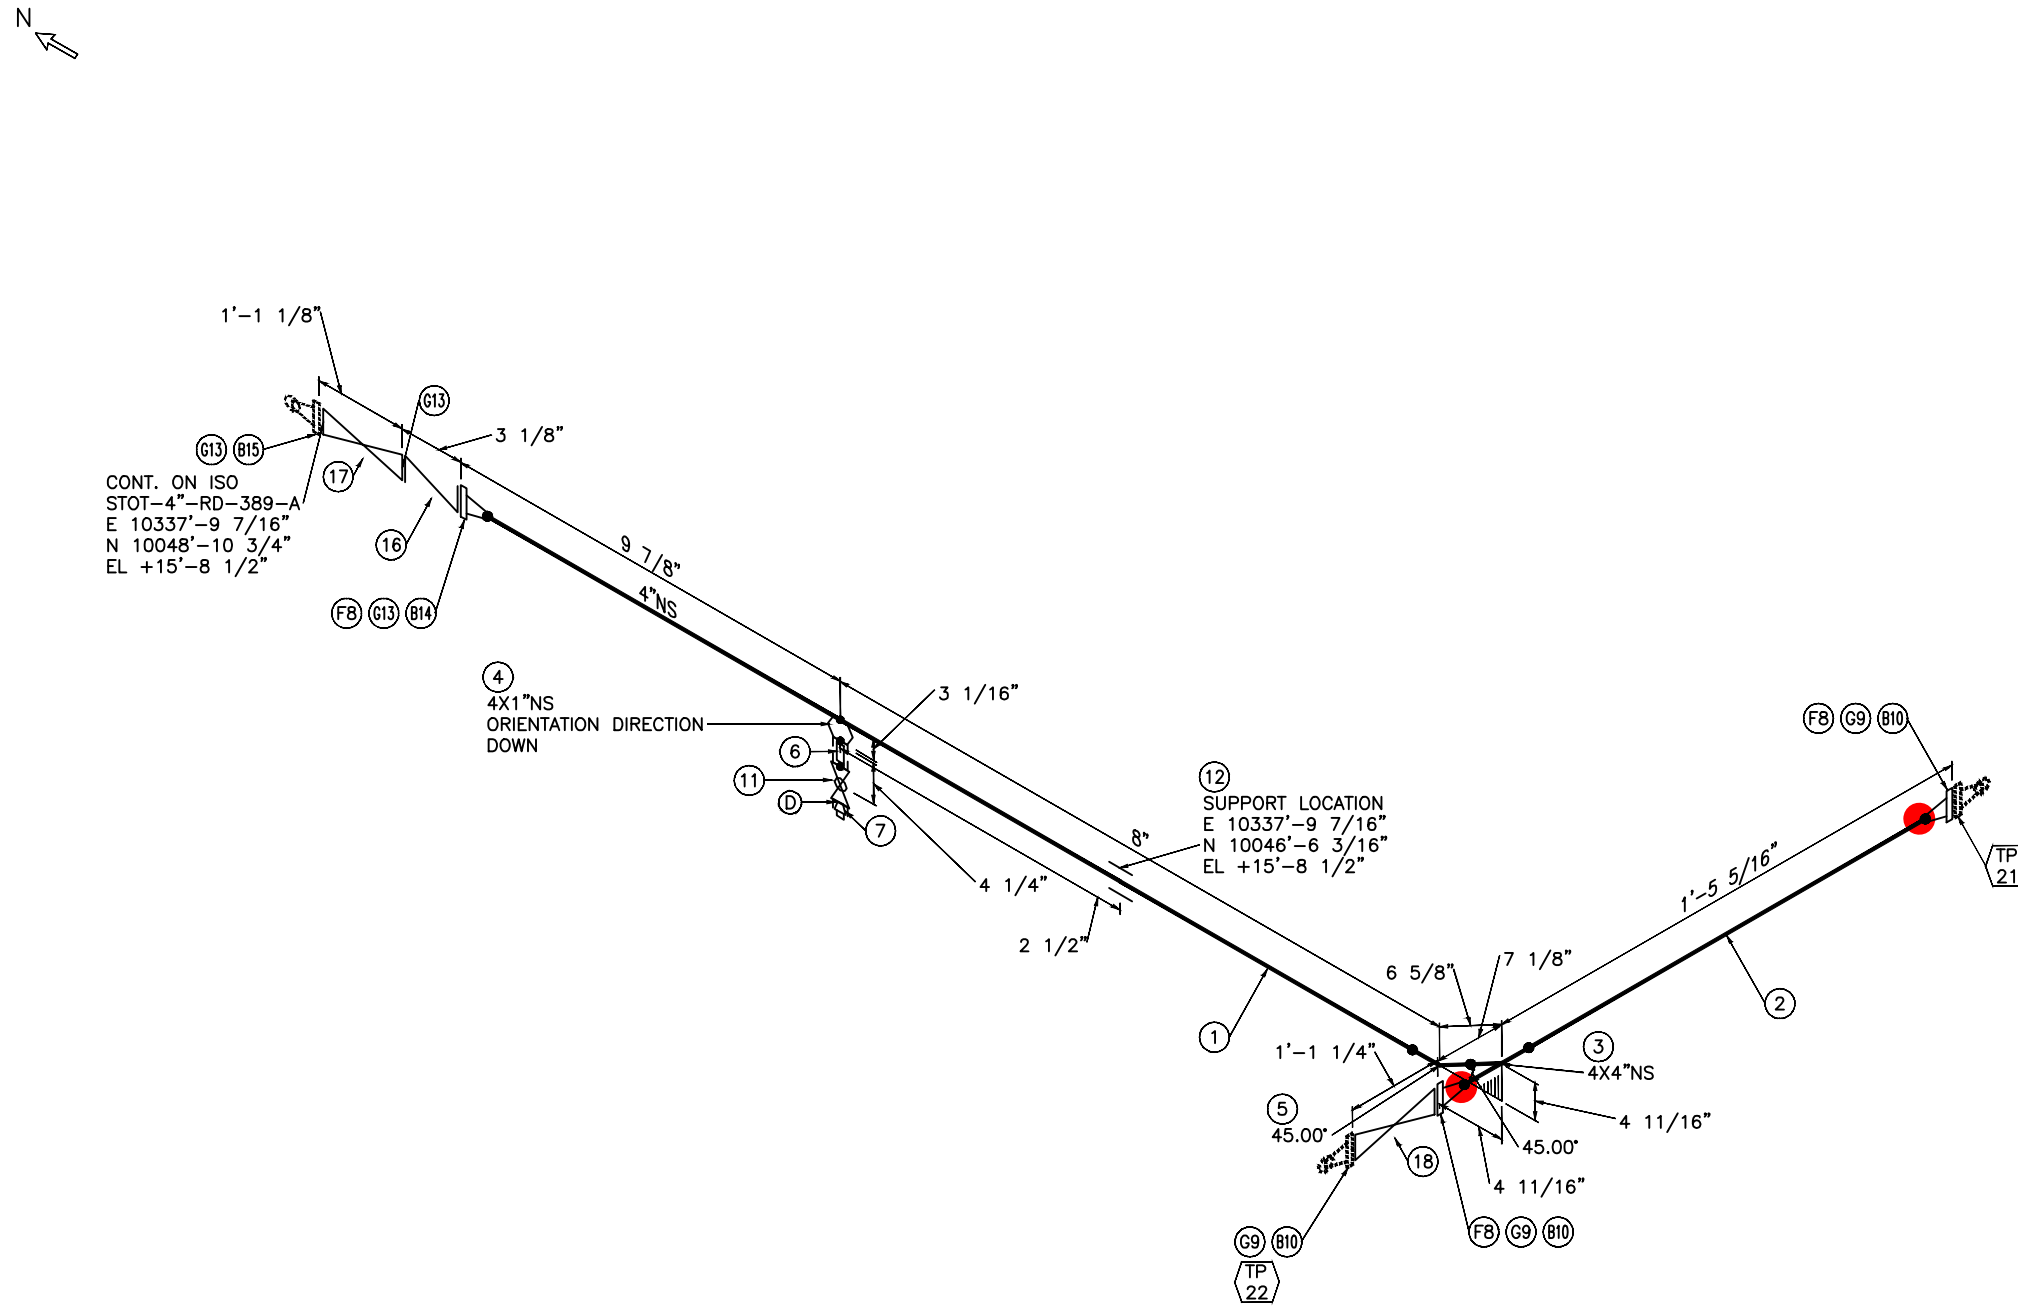 N
1'-1 1/8"
G13
3 1/8"
G13 B15
17
CONT. ON ISO
STOT-4"-RD-389-A
E 10337'-9 7/16"
N 10048'-10 3/4"
EL +15'-8 1/2"
16
F8 G13 B14
9 7/8"
4"NS
4
4X1"NS
ORIENTATION DIRECTION
DOWN
3 1/16"
6
11
D
7
4 1/4"
2 1/2"
12
SUPPORT LOCATION
E 10337'-9 7/16"
N 10046'-6 3/16"
EL +15'-8 1/2"
8"
F8 G9 B10
TP
21
1'-5 5/16"
2
6 5/8"
7 1/8"
1
1'-1 1/4"
3
4X4"NS
5
45.00°
4 11/16"
45.00°
18
4 11/16"
F8 G9 B10
G9 B10
TP
22